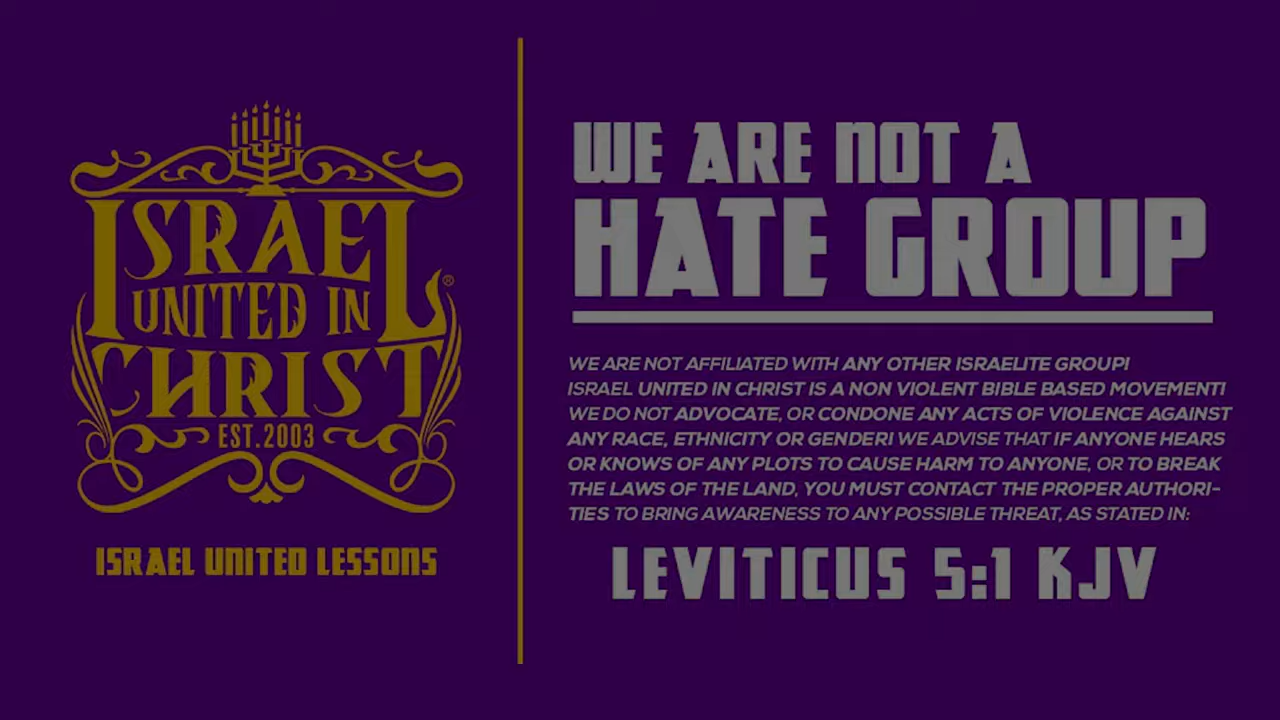 ISRAEL
UNITED IN
CHRIST®
EST.2003
ISRAEL UNITED LESSONS
WE ARE NOT A
HATE GROUP
WE ARE NOT AFFILIATED WITH ANY OTHER ISRAELITE GROUP!
ISRAEL UNITED IN CHRIST IS A NON VIOLENT BIBLE BASED MOVEMENT!
WE DO NOT ADVOCATE, OR CONDONE ANY ACTS OF VIOLENCE AGAINST
ANY RACE, ETHNICITY OR GENDER! WE ADVISE THAT IF ANYONE HEARS
OR KNOWS OF ANY PLOTS TO CAUSE HARM TO ANYONE, OR TO BREAK
THE LAWS OF THE LAND, YOU MUST CONTACT THE PROPER AUTHORI-
TIES TO BRING AWARENESS TO ANY POSSIBLE THREAT, AS STATED IN:
LEVITICUS 5:1 KJV